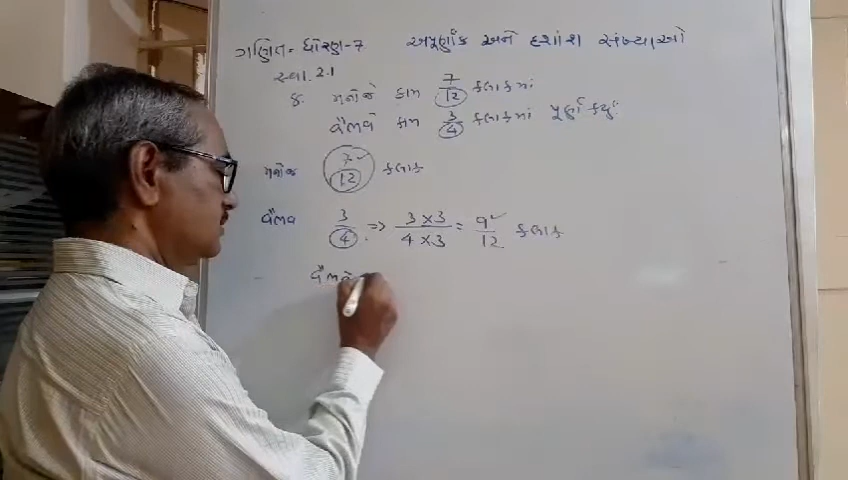 ગણિત- ધોરણ-7 અપૂર્ણાંક અને દશાંશ સંખ્યાઓ
સ્વા. 2.1
8. મનોજે કામ 7/12 કલાકમાં
વૈભવે કામ 3/4 કલાકમાં પૂર્ણ કર્યું.
મનોજ 7/12 કલાક
વૈભવ 3/4 => 3×3/4×3 = 9/12 કલાક
વૈભવે